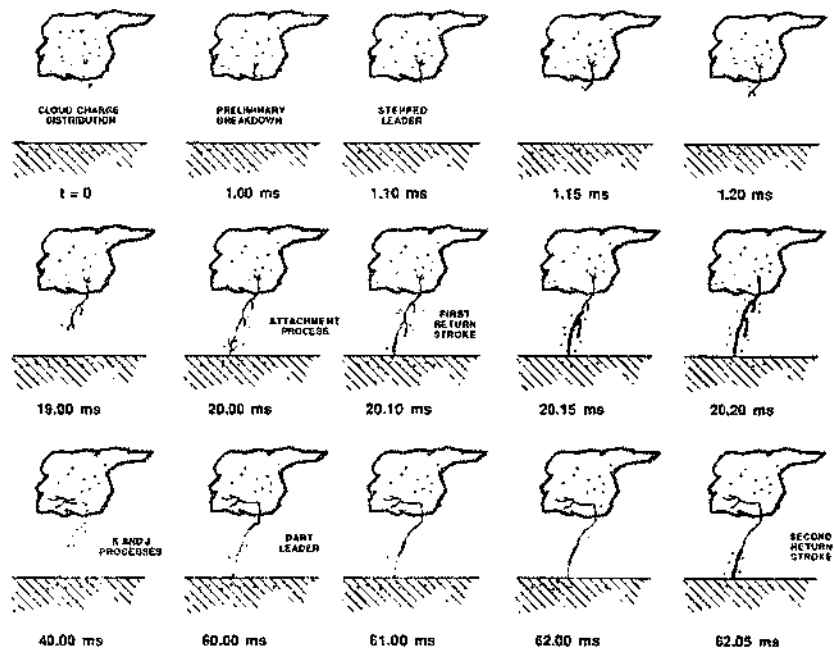 CLOUD CHARGE
DISTRIBUTION
PRELIMINARY
BREAKDOWN
STEPPED
LEADER
t = 0
1.00 ms
1.10 ms
1.15 ms
1.20 ms
ATTACHMENT
PROCESS
FIRST
RETURN
STROKE
19.00 ms
20.00 ms
20.10 ms
20.15 ms
20.20 ms
K AND J
PROCESSES
DART
LEADER
SECOND
RETURN
STROKE
40.00 ms
60.00 ms
61.00 ms
62.00 ms
62.05 ms